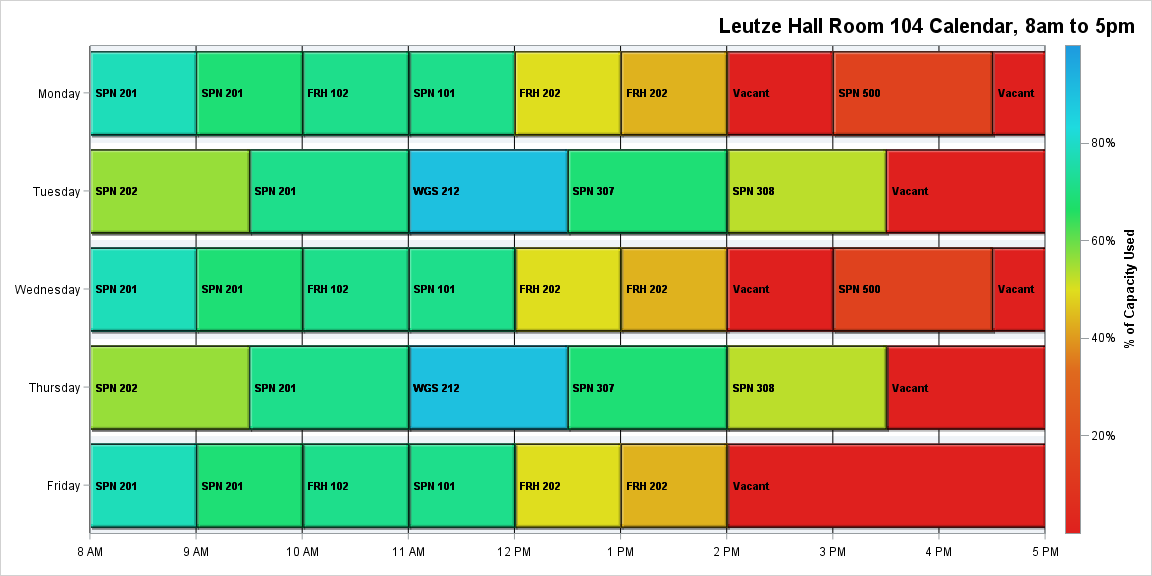 Leutze Hall Room 104 Calendar, 8am to 5pm
Monday
SPN 201
SPN 201
FRH 102
SPN 101
FRH 202
FRH 202
Vacant
SPN 500
Vacant
Tuesday
SPN 202
SPN 201
WGS 212
SPN 307
SPN 308
Vacant
Wednesday
SPN 201
SPN 201
FRH 102
SPN 101
FRH 202
FRH 202
Vacant
SPN 500
Vacant
Thursday
SPN 202
SPN 201
WGS 212
SPN 307
SPN 308
Vacant
Friday
SPN 201
SPN 201
FRH 102
SPN 101
FRH 202
FRH 202
Vacant
8 AM
9 AM
10 AM
11 AM
12 PM
1 PM
2 PM
3 PM
4 PM
5 PM
80%
60%
40%
20%
% of Capacity Used